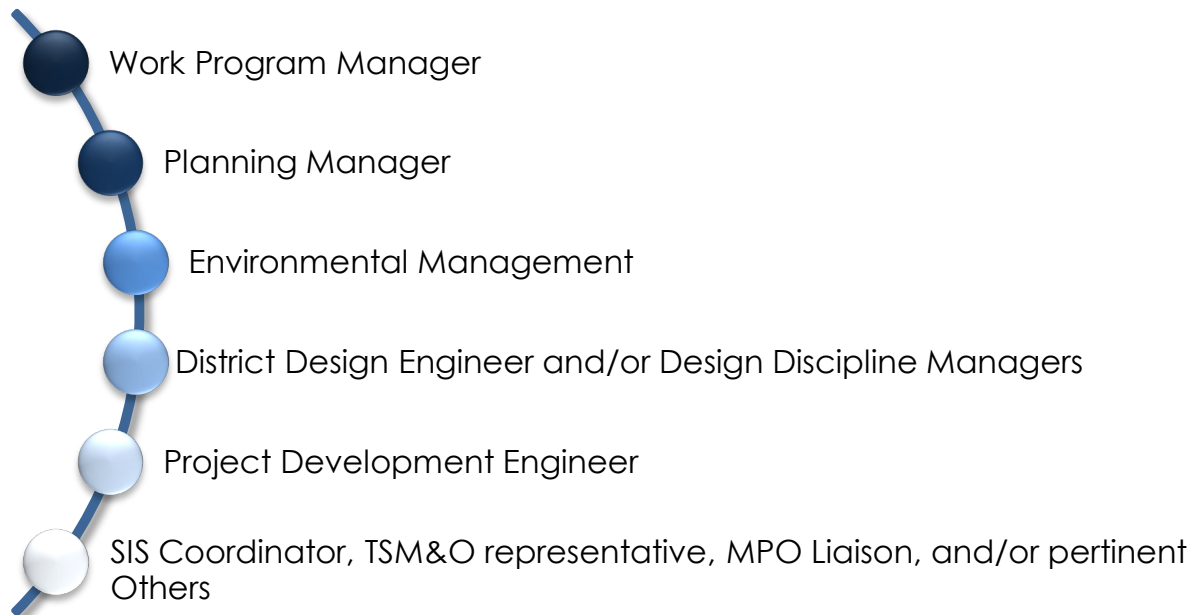 Work Program Manager
Planning Manager
Environmental Management
District Design Engineer and/or Design Discipline Managers
Project Development Engineer
SIS Coordinator, TSM&O representative, MPO Liaison, and/or pertinent
Others